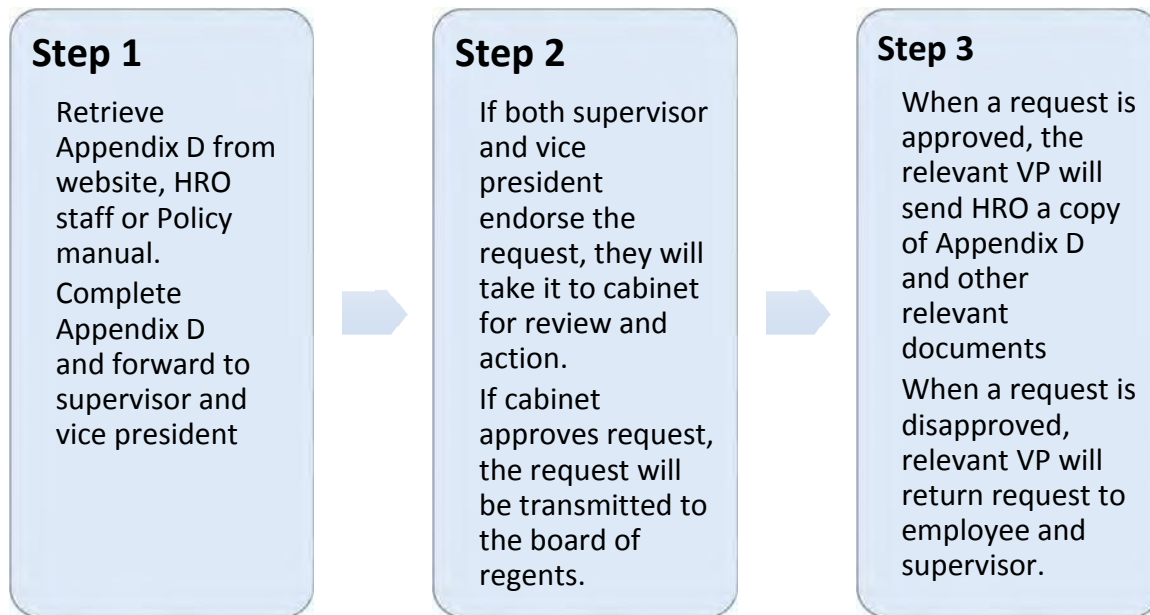 Step 1
Retrieve
Appendix D from
website, HRO
staff or Policy
manual.
Complete
Appendix D
and forward to
supervisor and
vice president
Step 2
If both supervisor
and vice
president
endorse the
request, they will
take it to cabinet
for review and
action.
If cabinet
approves request,
the request will
be transmitted to
the board of
regents.
Step 3
When a request is
approved, the
relevant VP will
send HRO a copy
of Appendix D
and other
relevant
documents
When a request is
disapproved,
relevant VP will
return request to
employee and
supervisor.